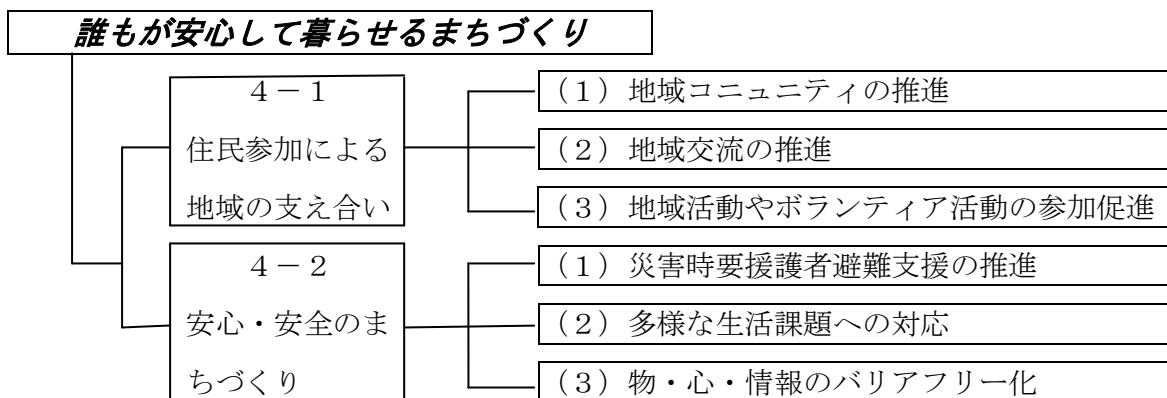 誰もが安心して暮らせるまちづくり
4-1
住民参加による
地域の支え合い
(1)地域コニュニティの推進
(2)地域交流の推進
(3)地域活動やボランティア活動の参加促進
4-2
安心・安全のま
ちづくり
(1)災害時要援護者避難支援の推進
(2)多様な生活課題への対応
(3)物・心・情報のバリアフリー化